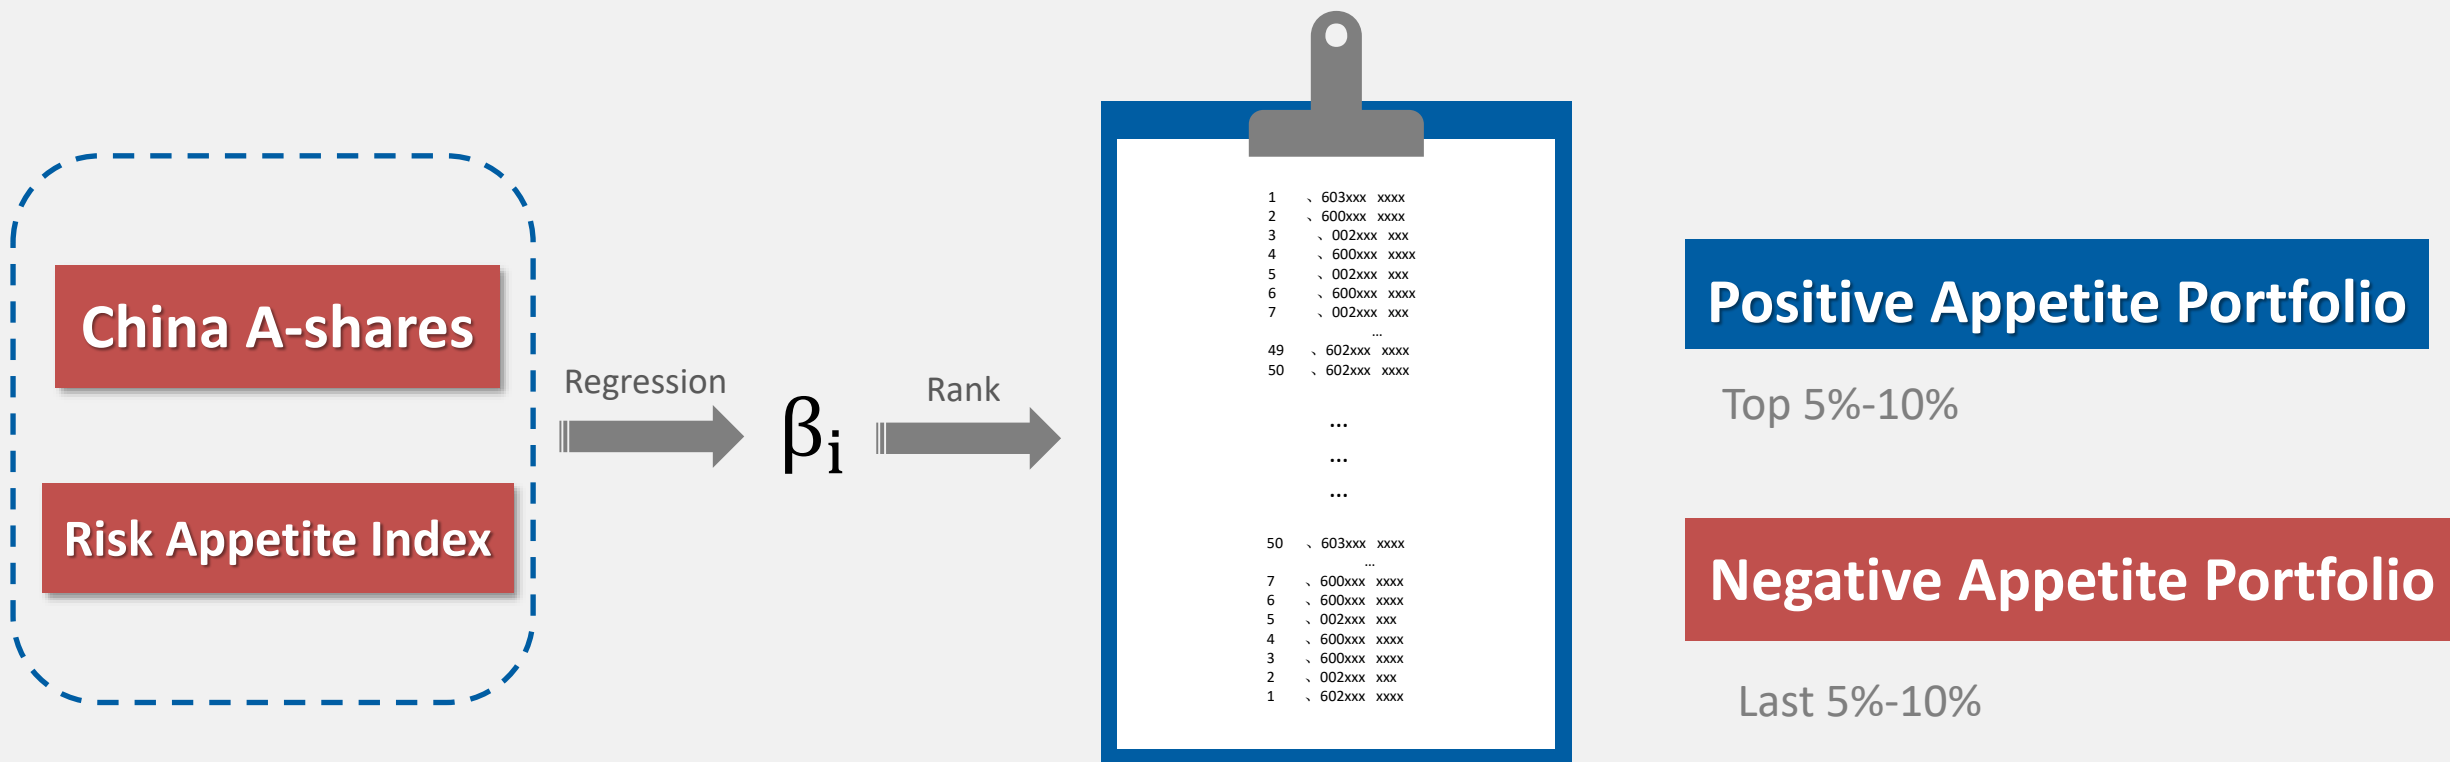 China A-shares
Risk Appetite Index
Regression
βi
Rank
1 、603xxx xxxx
2 、600xxx xxxx
3 、002xxx xxx
4 、600xxx xxxx
5 、002xxx xxx
6 、600xxx xxxx
7 、002xxx xxx
...
49 、602xxx xxxx
50 、602xxx xxxx
...
...
...
50 、603xxx xxxx
...
7 、600xxx xxxx
6 、600xxx xxxx
5 、002xxx xxx
4 、600xxx xxxx
3 、600xxx xxxx
2 、002xxx xxx
1 、602xxx xxxx
Positive Appetite Portfolio
Top 5%-10%
Negative Appetite Portfolio
Last 5%-10%